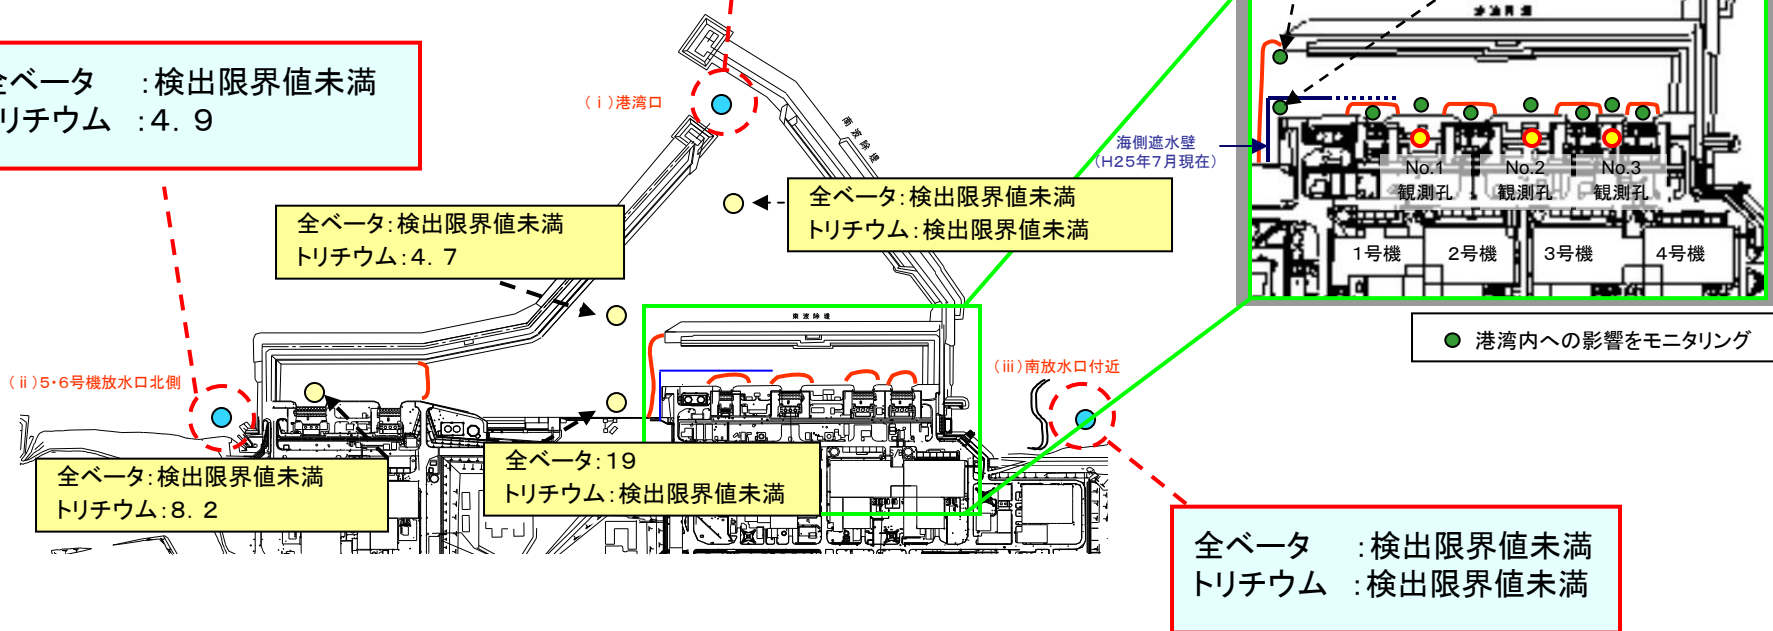 全ベータ　：検出限界値未満
リチウム　：４．９
（ⅰ）港湾口
南波除堤
全ベータ：検出限界値未満
トリチウム：４．７
全ベータ：検出限界値未満
トリチウム：検出限界値未満
海側遮水壁
（H25年7月現在）
No.1
観測孔
No.2
観測孔
No.3
観測孔
1号機
2号機
3号機
4号機
港湾内への影響をモニタリング
東波除堤
（ⅱ）5・6号機放水口北側
（ⅲ）南放水口付近
全ベータ：検出限界値未満
トリチウム：８．２
全ベータ：19
トリチウム：検出限界値未満
全ベータ　：検出限界値未満
トリチウム　：検出限界値未満